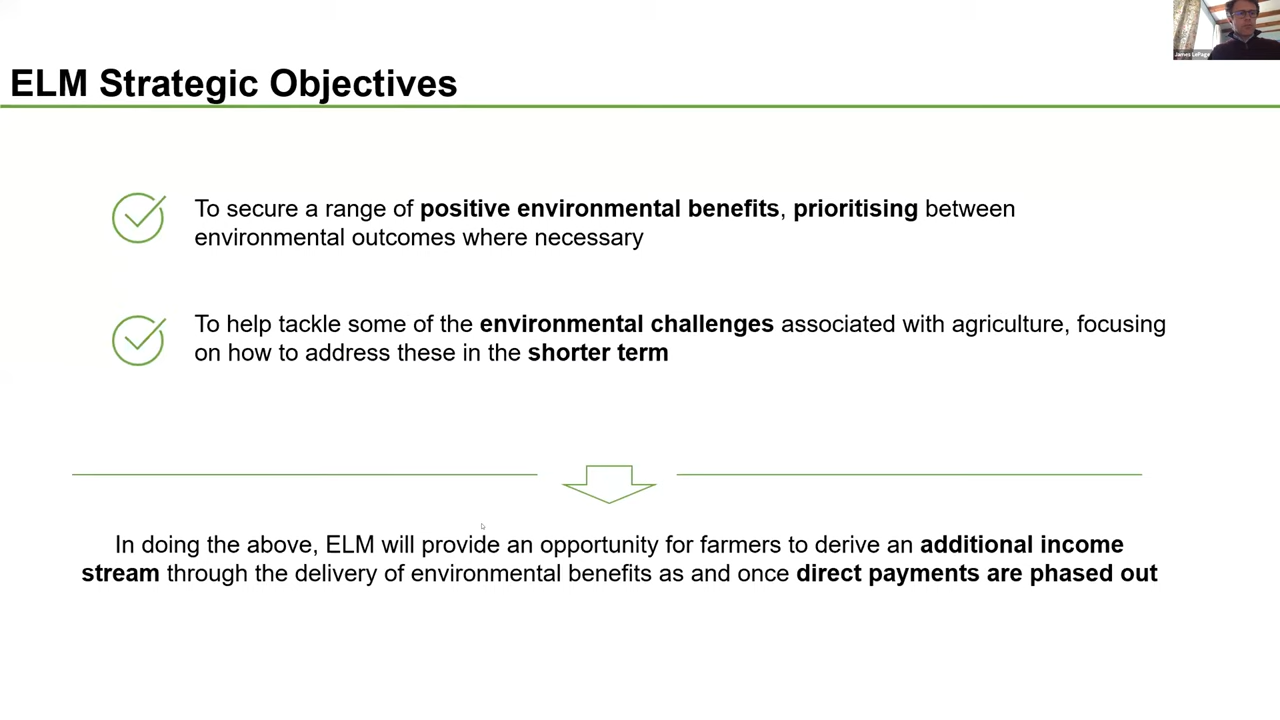 James LePage
ELM Strategic Objectives
To secure a range of positive environmental benefits, prioritising between
environmental outcomes where necessary
To help tackle some of the environmental challenges associated with agriculture, focusing
on how to address these in the shorter term
In doing the above, ELM will provide an opportunity for farmers to derive an additional income
stream through the delivery of environmental benefits as and once direct payments are phased out